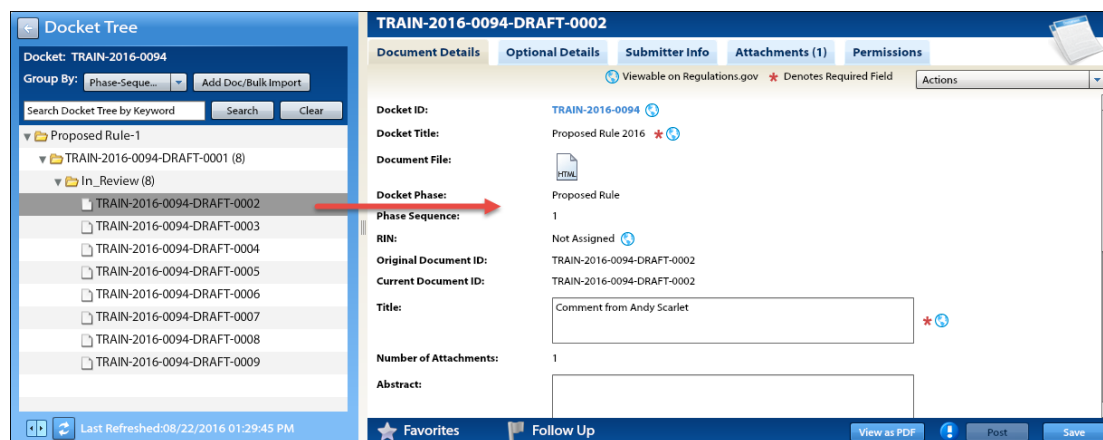 Docket Tree
Docket: TRAIN-2016-0094
Group By: Phase-Seque... Add Doc/Bulk Import
Search Docket Tree by Keyword Search Clear
Proposed Rule-1
TRAIN-2016-0094-DRAFT-0001 (8)
In_Review (8)
TRAIN-2016-0094-DRAFT-0002
TRAIN-2016-0094-DRAFT-0003
TRAIN-2016-0094-DRAFT-0004
TRAIN-2016-0094-DRAFT-0005
TRAIN-2016-0094-DRAFT-0006
TRAIN-2016-0094-DRAFT-0007
TRAIN-2016-0094-DRAFT-0008
TRAIN-2016-0094-DRAFT-0009
Last Refreshed:08/22/2016 01:29:45 PM
TRAIN-2016-0094-DRAFT-0002
Document Details Optional Details Submitter Info Attachments (1) Permissions
Viewable on Regulations.gov * Denotes Required Field Actions
Docket ID: TRAIN-2016-0094
Docket Title: Proposed Rule 2016 *
Document File: HTML
Docket Phase: Proposed Rule
Phase Sequence: 1
RIN: Not Assigned
Original Document ID: TRAIN-2016-0094-DRAFT-0002
Current Document ID: TRAIN-2016-0094-DRAFT-0002
Title: Comment from Andy Scarlet *
Number of Attachments: 1
Abstract:
Favorites Follow Up View as PDF Post Save